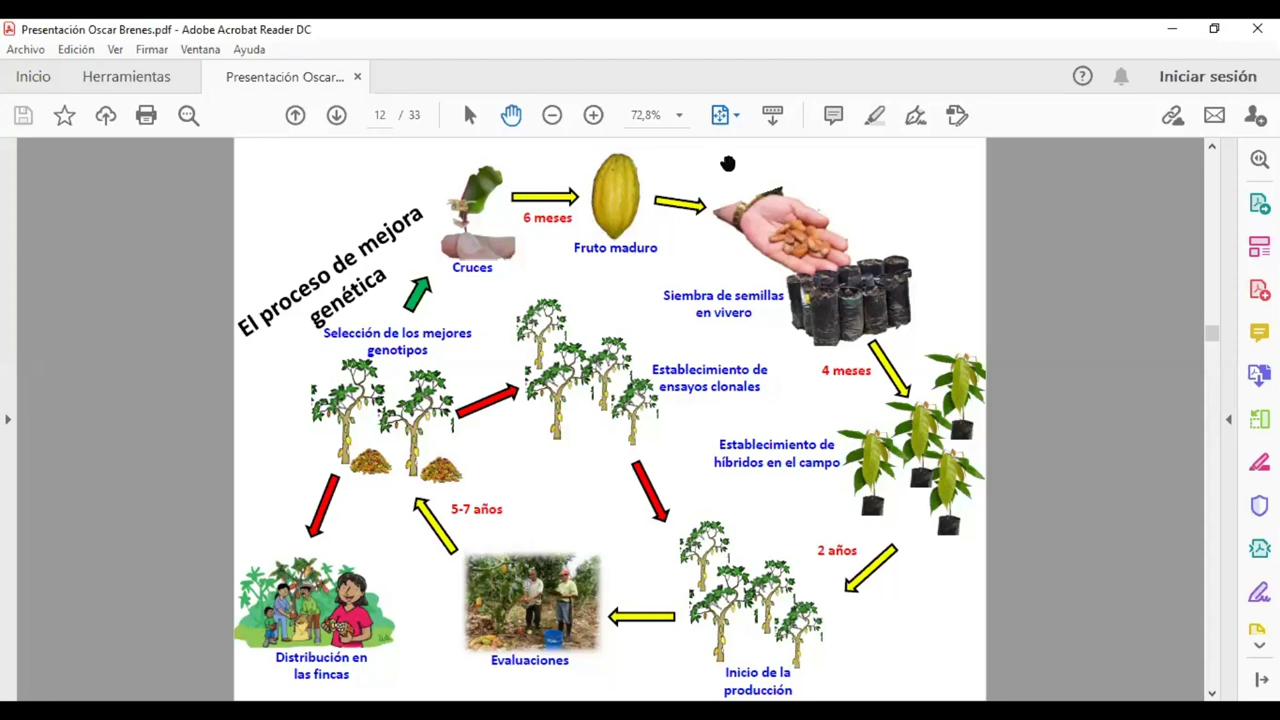 Presentación Oscar Brenes.pdf - Adobe Acrobat Reader DC
Archivo Edición Ver Firmar Ventana Ayuda
Inicio Herramientas Presentación Oscar... × Iniciar sesión
12 / 33 72,8%
El proceso de mejora
genética
6 meses
Fruto maduro
Cruces
Siembra de semillas
en vivero
Selección de los mejores
genotipos
Establecimiento de
ensayos clonales
4 meses
Establecimiento de
híbridos en el campo
5-7 años
2 años
Distribución en
las fincas
Evaluaciones
Inicio de la
producción